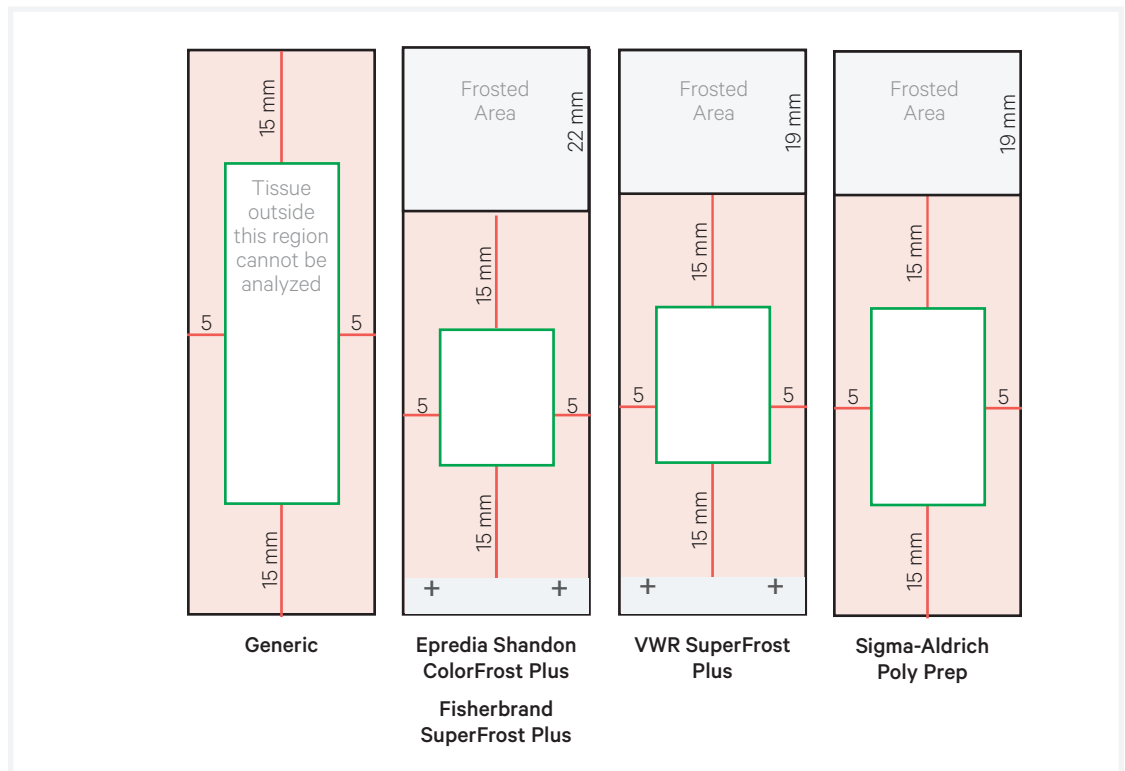 15 mm
Tissue
outside
this region
cannot be
analyzed
5
5
15 mm
Generic
Frosted
Area
22 mm
15 mm
5
5
15 mm
+
+
Epredia Shandon
ColorFrost Plus
Fisherbrand
SuperFrost Plus
Frosted
Area
19 mm
15 mm
5
5
15 mm
+
+
VWR SuperFrost
Plus
Frosted
Area
19 mm
15 mm
5
5
15 mm
Sigma-Aldrich
Poly Prep